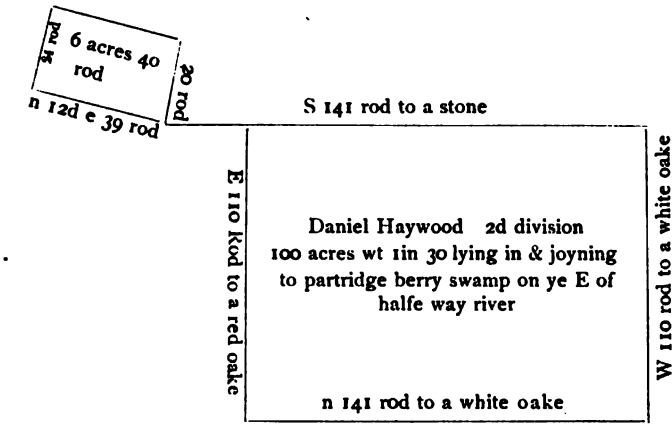 6 acres 40
rod
rod
20 rod
n 12d e 39 rod
S 141 rod to a stone
E 110 Rod to a red oake
Daniel Haywood 2d division
100 acres wt 1in 30 lying in & joyning
to partridge berry swamp on ye E of
halfe way river
W 110 rod to a white oake
n 141 rod to a white oake